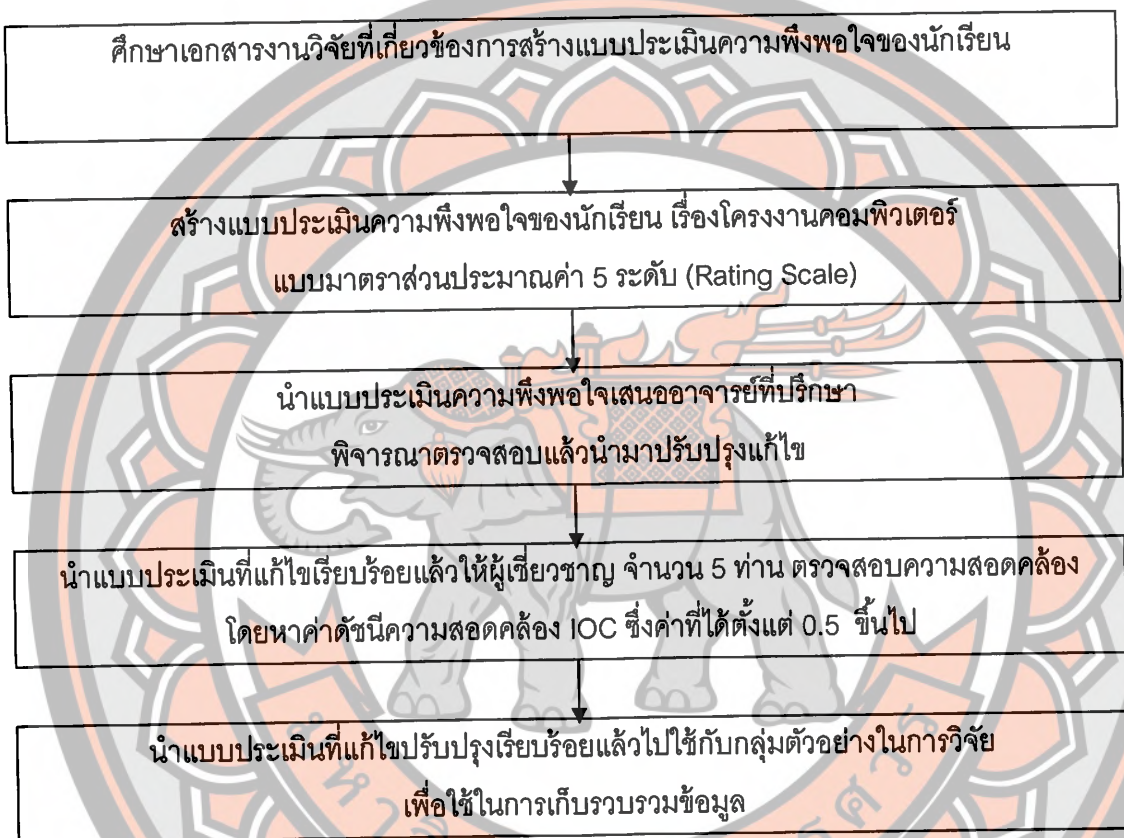 ศึกษาเอกสารงานวิจัยที่เกี่ยวข้องการสร้างแบบประเมินความพึงพอใจของนักเรียน
สร้างแบบประเมินความพึงพอใจของนักเรียน เรื่องโครงงานคอมพิวเตอร์
แบบมาตราส่วนประมาณค่า 5 ระดับ (Rating Scale)
นำแบบประเมินความพึงพอใจเสนออาจารย์ที่ปรึกษา
พิจารณาตรวจสอบแล้วนำมาปรับปรุงแก้ไข
นำแบบประเมินที่แก้ไขเรียบร้อยแล้วให้ผู้เชี่ยวชาญ จำนวน 5 ท่าน ตรวจสอบความสอดคล้อง
โดยหาค่าดัชนีความสอดคล้อง IOC ซึ่งค่าที่ได้ตั้งแต่ 0.5 ขึ้นไป
นำแบบประเมินที่แก้ไขปรับปรุงเรียบร้อยแล้วไปใช้กับกลุ่มตัวอย่างในการวิจัย
เพื่อใช้ในการเก็บรวบรวมข้อมูล